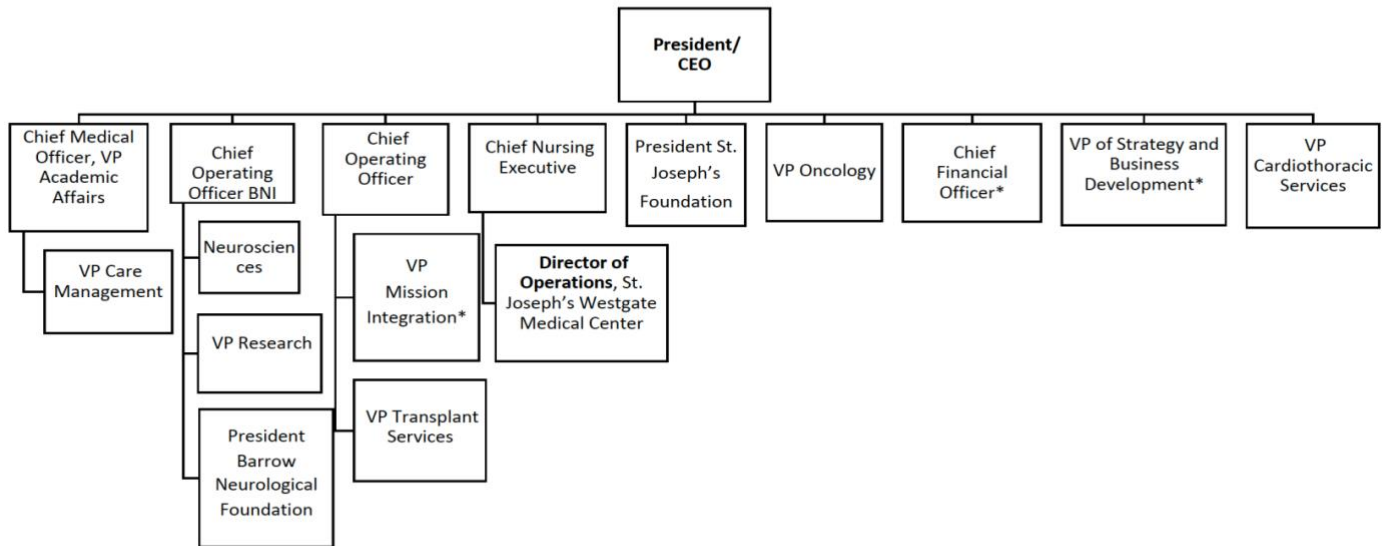 President/
CEO
Chief Medical
Officer, VP
Academic
Affairs
Chief
Operating
Officer BNI
Chief
Operating
Officer
Chief Nursing
Executive
President St.
Joseph’s
Foundation
VP Oncology
Chief
Financial
Officer*
VP of Strategy and
Business
Development*
VP
Cardiothoracic
Services
VP Care
Management
Neuroscien
ces
VP Research
President
Barrow
Neurological
Foundation
VP
Mission
Integration*
VP Transplant
Services
Director of
Operations, St.
Joseph’s Westgate
Medical Center